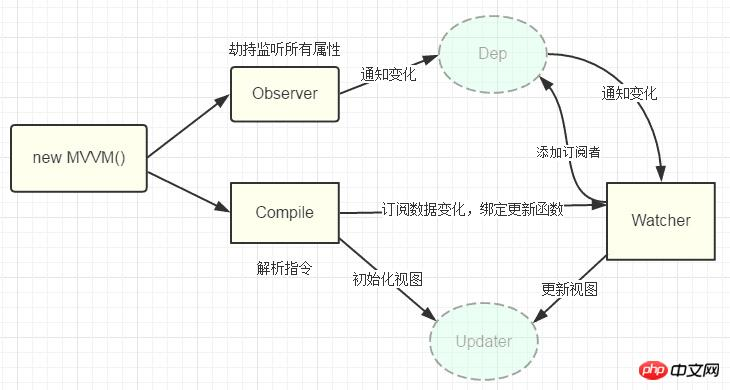 劫持监听所有属性
Dep
Observer
通知变化
通知变化
new MVVM()
添加订阅者
Compile
订阅数据变化，绑定更新函数
Watcher
解析指令
初始化视图
更新视图
Updater
php 中文网